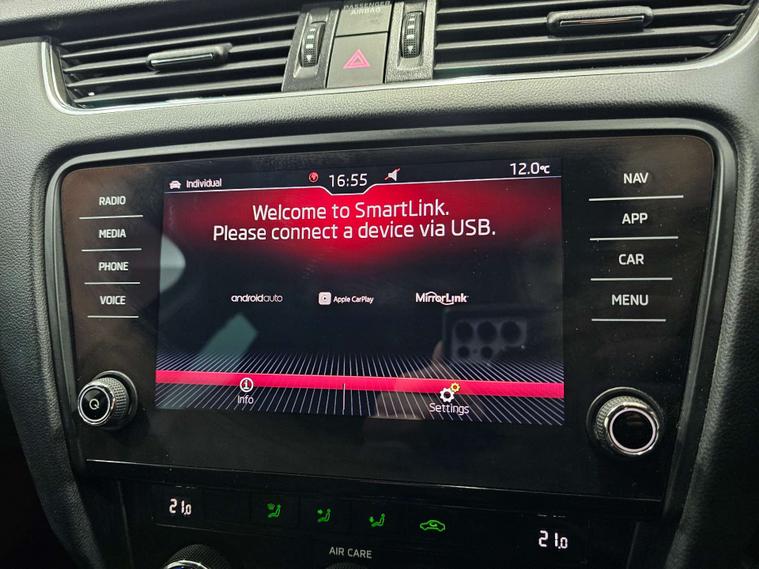 PASSENGER
AIRBAG
Individual
16:55
12.0°C
Welcome to SmartLink.
Please connect a device via USB.
androidauto
Apple CarPlay
MirrorLink
Info
Settings
RADIO
MEDIA
PHONE
VOICE
NAV
APP
CAR
MENU
21.0
21.0
AIR CARE